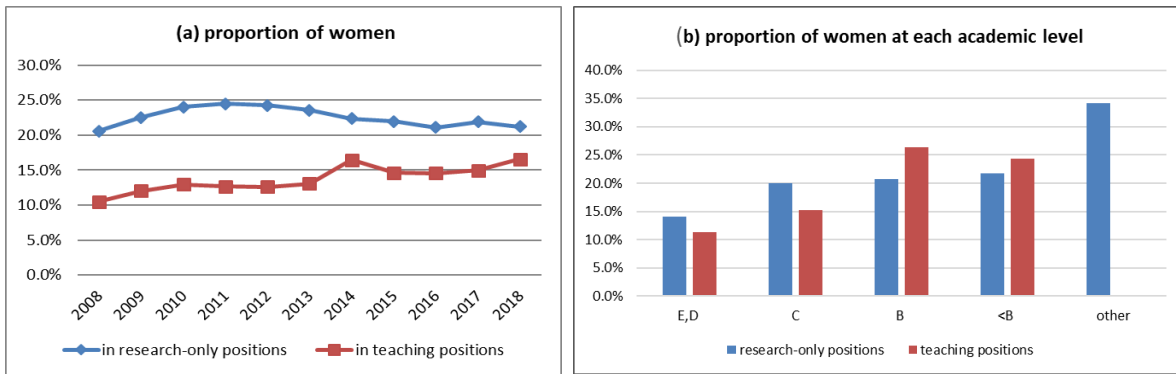 (a) proportion of women
30.0%
25.0%
20.0%
15.0%
10.0%
5.0%
0.0%
2008 2009 2010 2011 2012 2013 2014 2015 2016 2017 2018
in research-only positions in teaching positions
(b) proportion of women at each academic level
40.0%
35.0%
30.0%
25.0%
20.0%
15.0%
10.0%
5.0%
0.0%
E,D C B <B other
research-only positions teaching positions